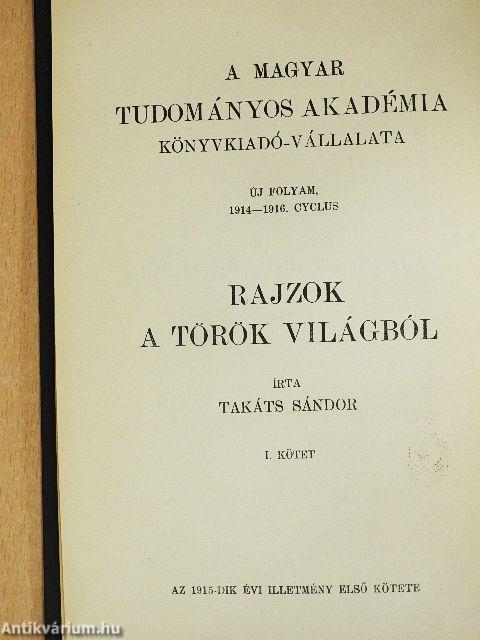 A MAGYAR
TUDOMÁNYOS AKADÉMIA
KÖNYVKIADÓ-VÁLLALATA
ÚJ FOLYAM,
1914—1916. CYCLUS
RAJZOK
A TÖRÖK VILÁGBÓL
ÍRTA
TAKÁTS SÁNDOR
I. KÖTET
AZ 1915-DIK ÉVI ILLETMÉNY ELSŐ KÖTETE
Antikvárium.hu